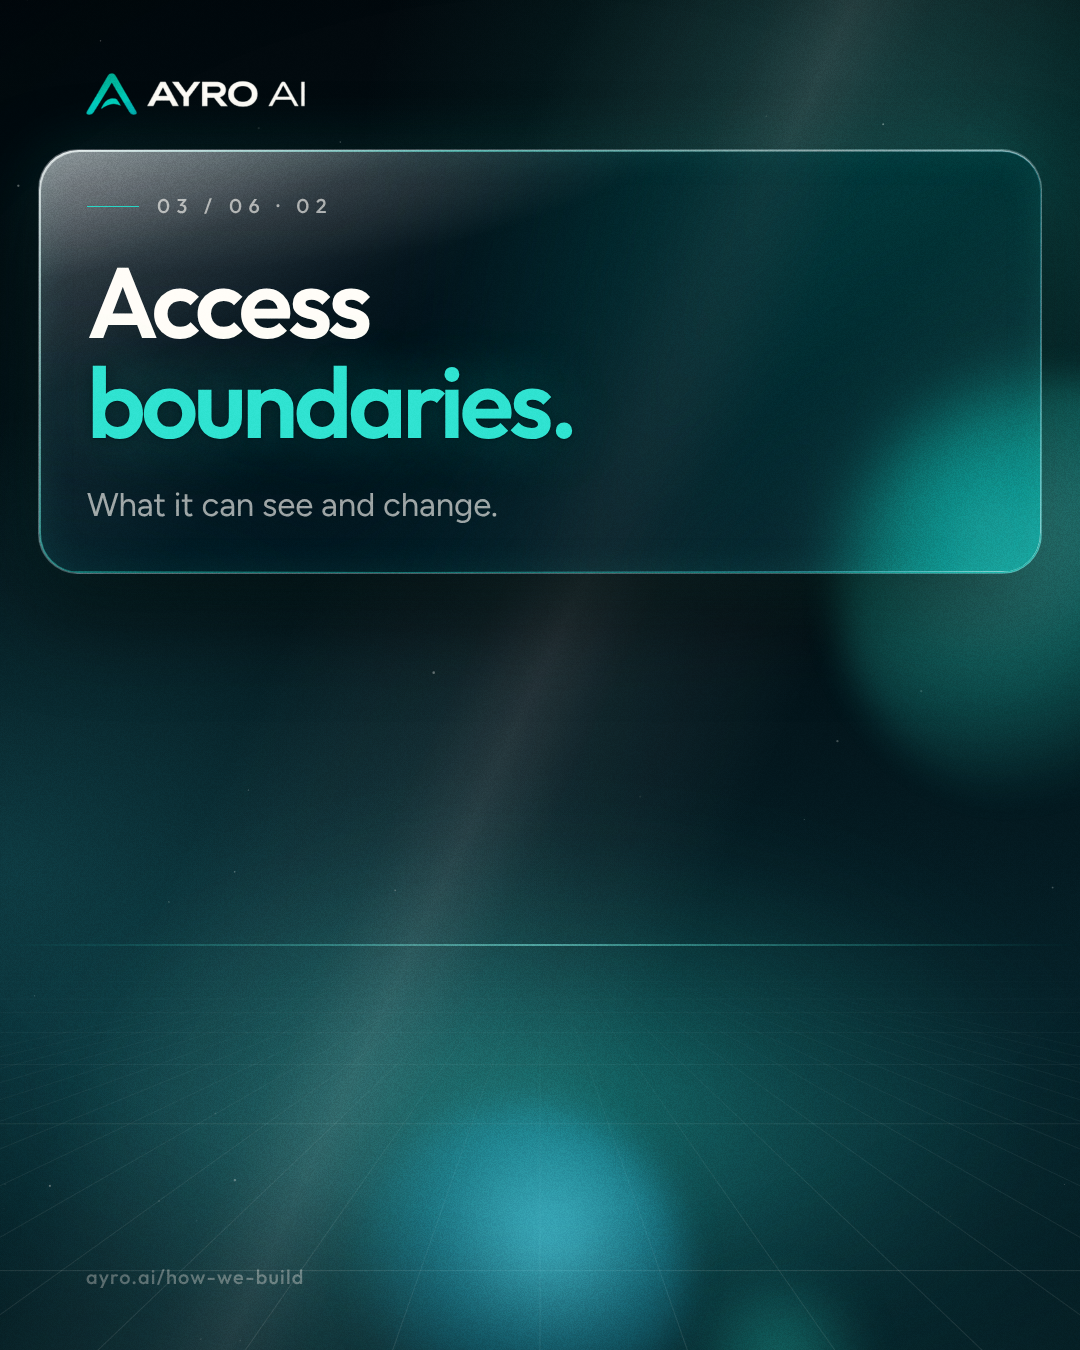 AYRO AI
03 / 06 · 02
Access
boundaries.
What it can see and change.
ayro.ai/how-we-build